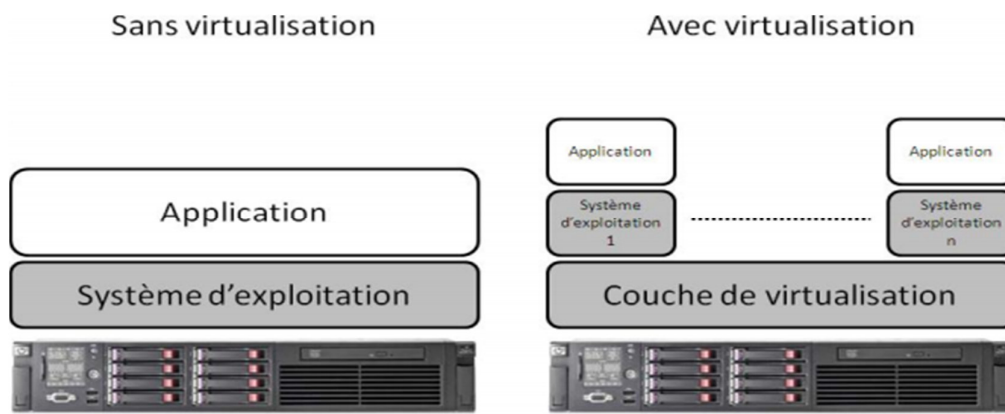 Sans virtualisation
Avec virtualisation
Application
Système d'exploitation
Application
Système
d'exploitation
1
Application
Système
d'exploitation
n
Couche de virtualisation